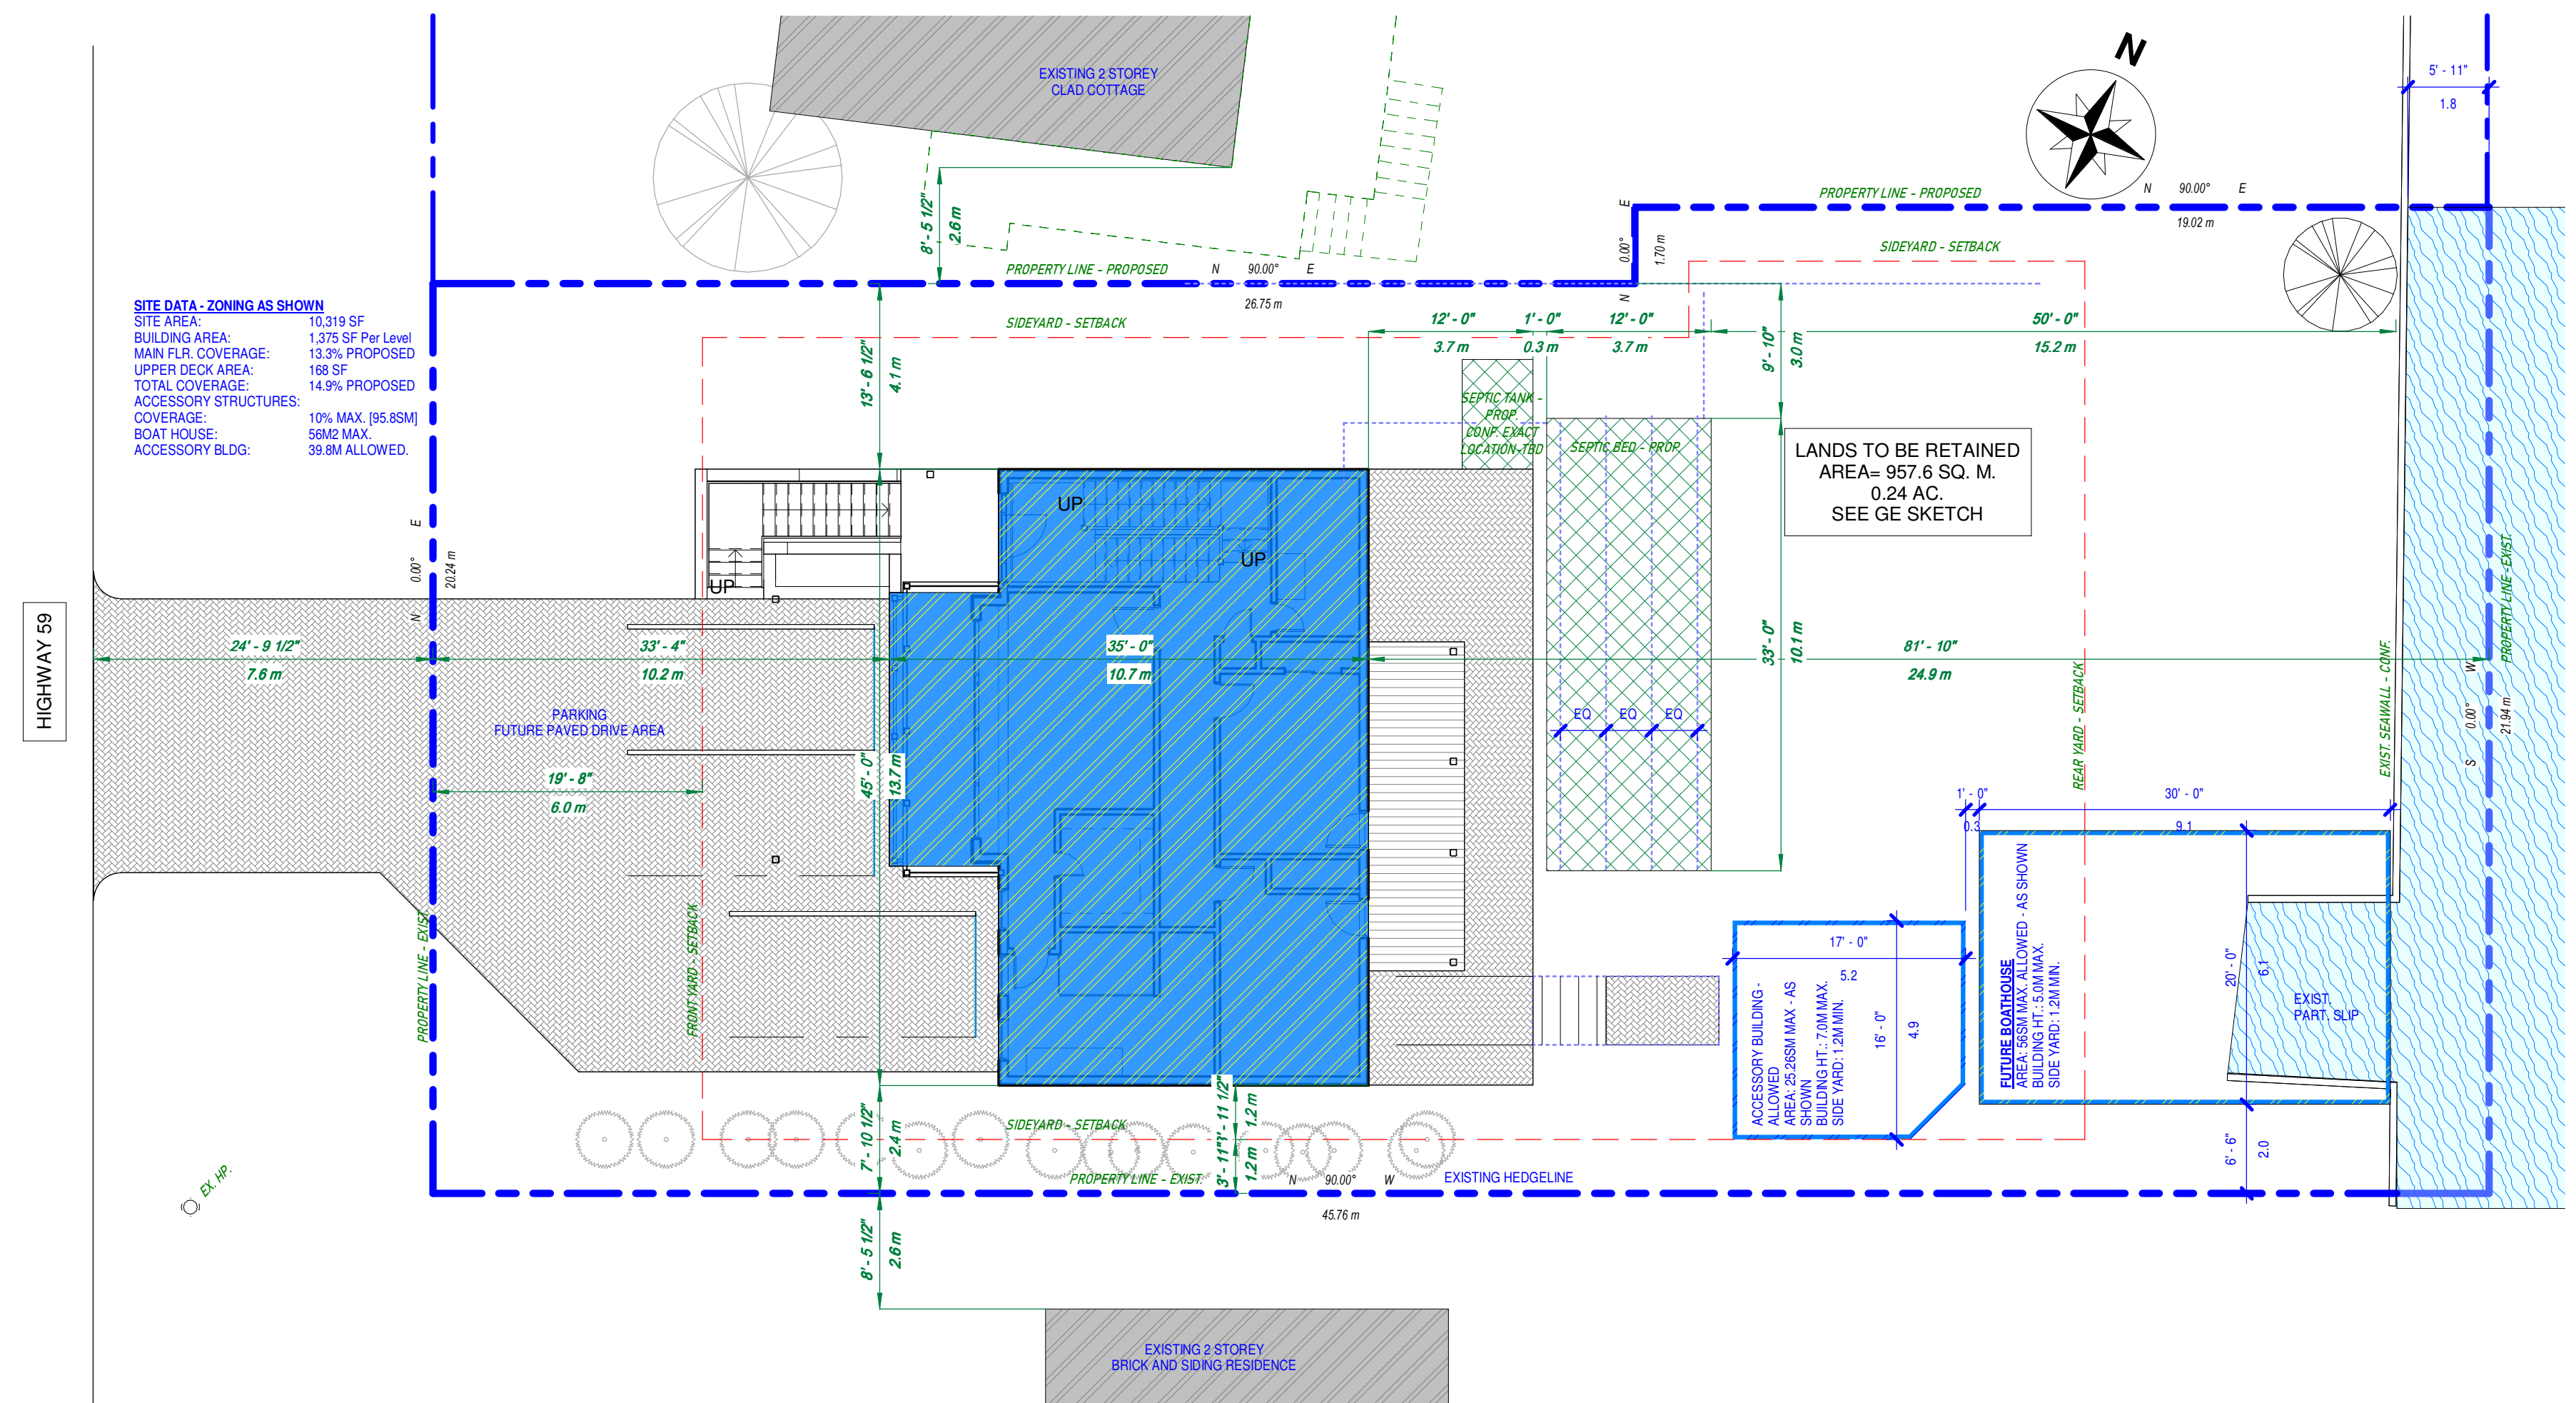 N
5' - 11"
1.8
EXISTING 2 STOREY
CLAD COTTAGE
8' - 5 1/2"
2.6 m
PROPERTY LINE - PROPOSED
N 90.00° E
26.75 m
SIDEYARD - SETBACK
PROPERTY LINE - PROPOSED
N 90.00° E
19.02 m
SIDEYARD - SETBACK
N 0.00° E
1.70 m
SITE DATA - ZONING AS SHOWN
SITE AREA: 10,319 SF
BUILDING AREA: 1,375 SF Per Level
MAIN FLR. COVERAGE: 13.3% PROPOSED
UPPER DECK AREA: 168 SF
TOTAL COVERAGE: 14.9% PROPOSED
ACCESSORY STRUCTURES:
COVERAGE: 10% MAX. [95.8SM]
BOAT HOUSE: 56M2 MAX.
ACCESSORY BLDG: 39.8M ALLOWED.
13' - 6 1/2"
4.1 m
12' - 0"
3.7 m
1' - 0"
0.3 m
12' - 0"
3.7 m
50' - 0"
15.2 m
9' - 10"
3.0 m
SEPTIC TANK -
PROP.
CONF. EXACT
LOCATION-TBD
SEPTIC BED - PROP.
LANDS TO BE RETAINED
AREA= 957.6 SQ. M.
0.24 AC.
SEE GE SKETCH
UP
UP
UP
N 0.00° E
20.24 m
HIGHWAY 59
24' - 9 1/2"
7.6 m
33' - 4"
10.2 m
35' - 0"
10.7 m
81' - 10"
24.9 m
33' - 0"
10.1 m
PARKING
FUTURE PAVED DRIVE AREA
19' - 8"
6.0 m
45' - 0"
13.7 m
EQ
EQ
EQ
REAR YARD - SETBACK
EXIST. SEAWALL - CONF.
PROPERTY LINE -EXIST.
S 0.00° W
21.94 m
PROPERTY LINE - EXIST.
FRONT YARD - SETBACK
1' - 0"
0.3
30' - 0"
9.1
17' - 0"
5.2
16' - 0"
4.9
ACCESSORY BUILDING -
ALLOWED
AREA: 25.26SM MAX - AS
SHOWN
BUILDING HT.: 7.0M MAX.
SIDE YARD: 1.2M MIN.
FUTURE BOATHOUSE
AREA: 56SM MAX. ALLOWED - AS SHOWN
BUILDING HT.: 5.0M MAX.
SIDE YARD: 1.2M MIN.
20' - 0"
6.1
EXIST.
PART. SLIP
6' - 6"
2.0
7' - 10 1/2"
2.4 m
SIDEYARD - SETBACK
3' - 11 1/2"
1.2 m
3' - 11"
1.2 m
PROPERTY LINE - EXIST.
N 90.00° W
45.76 m
EXISTING HEDGELINE
EX. HP.
8' - 5 1/2"
2.6 m
EXISTING 2 STOREY
BRICK AND SIDING RESIDENCE